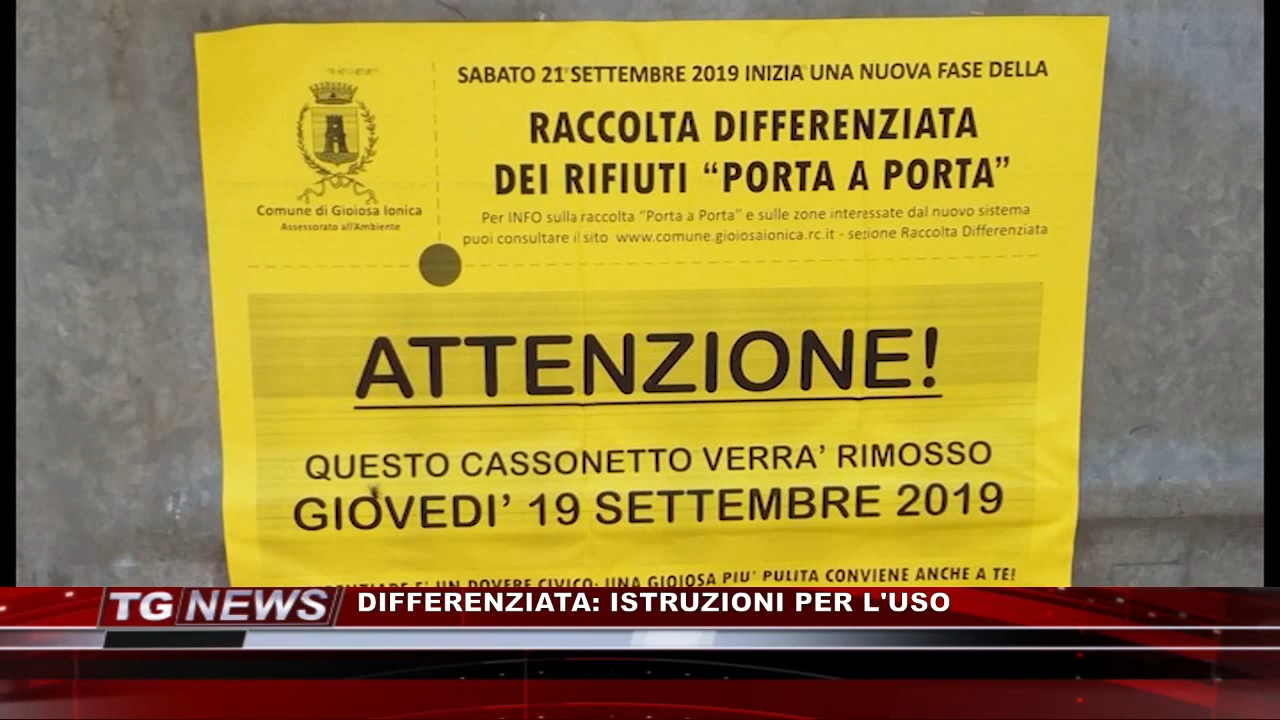 Comune di Gioiosa Ionica
Assessorato all'Ambiente
SABATO 21 SETTEMBRE 2019 INIZIA UNA NUOVA FASE DELLA
RACCOLTA DIFFERENZIATA
DEI RIFIUTI “PORTA A PORTA”
Per INFO sulla raccolta "Porta a Porta" e sulle zone interessate dal nuovo sistema
puoi consultare il sito www.comune.gioiosaionica.rc.it - sezione Raccolta Differenziata
ATTENZIONE!
QUESTO CASSONETTO VERRA’ RIMOSSO
GIOVEDI’ 19 SETTEMBRE 2019
E' UN DOVERE CIVICO: UNA GIOIOSA PIU' PULITA CONVIENE ANCHE A TE!
TG NEWS
DIFFERENZIATA: ISTRUZIONI PER L'USO